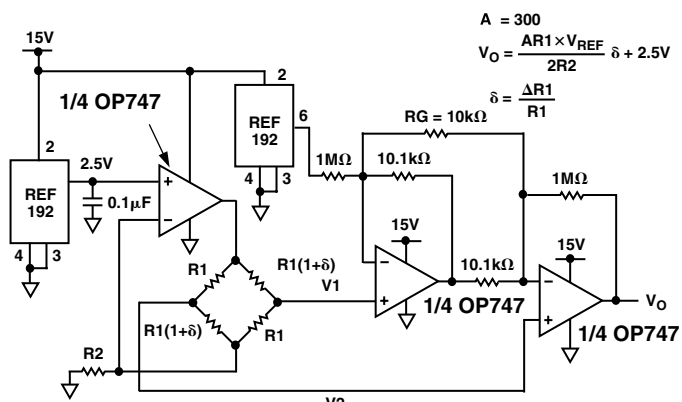 A = 300
V_O = AR1 × V_REF / 2R2 δ + 2.5V
δ = ΔR1 / R1
15V
1/4 OP747
2
REF
192
4
3
2.5V
0.1µF
+
−
2
REF
192
6
4
3
1MΩ
RG = 10kΩ
10.1kΩ
1MΩ
15V
−
+
1/4 OP747
10.1kΩ
15V
−
+
V_O
1/4 OP747
R1
R1(1+δ)
V1
R1(1+δ)
R1
R2